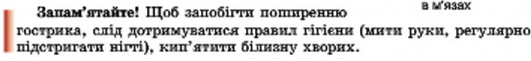 Запам’ятайте! Щоб запобігти поширенню
в м'язах
гострика, слід дотримуватися правил гігієни (мити руки, регулярно
підстригати нігті), кип’ятити білизну хворих.